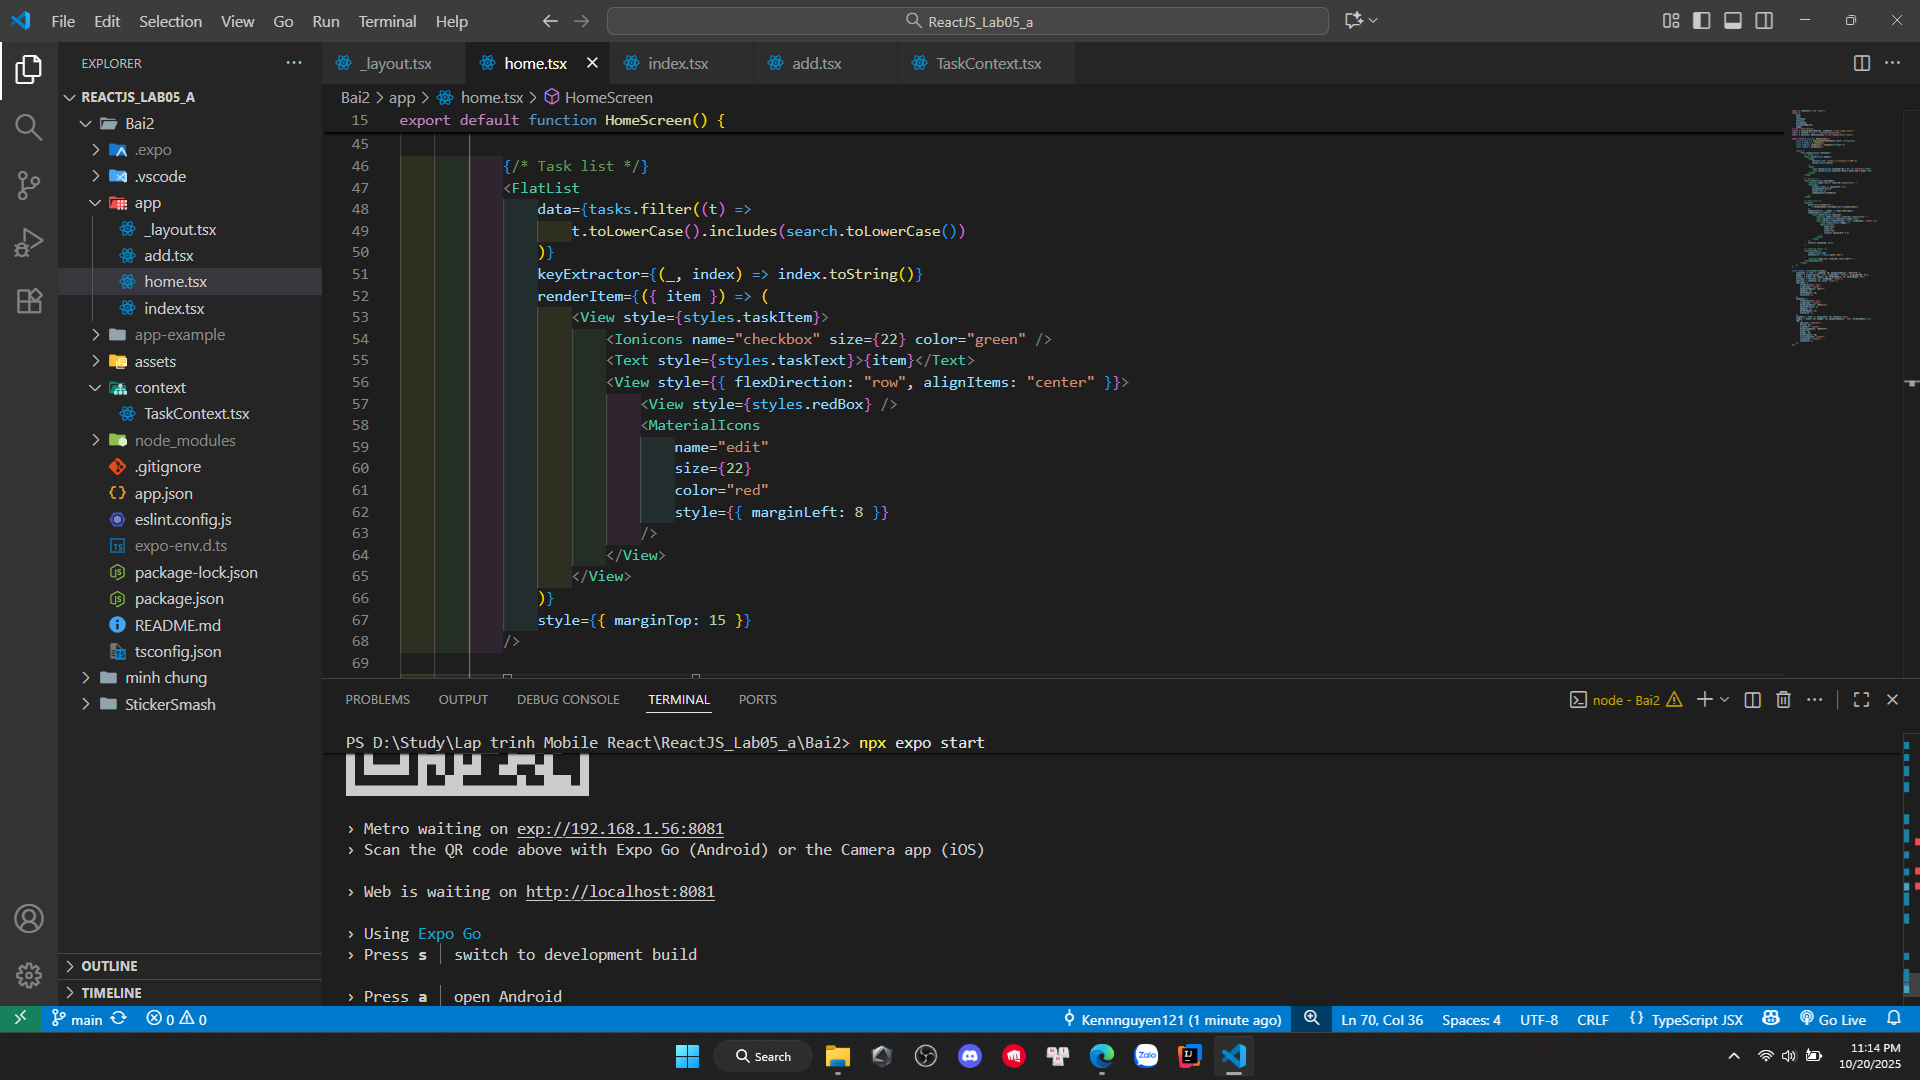 File Edit Selection View Go Run Terminal Help
ReactJS_Lab05_a
EXPLORER
REACTJS_LAB05_A
Bai2
.expo
.vscode
app
_layout.tsx
add.tsx
home.tsx
index.tsx
app-example
assets
context
TaskContext.tsx
node_modules
.gitignore
app.json
eslint.config.js
expo-env.d.ts
package-lock.json
package.json
README.md
tsconfig.json
minh chung
StickerSmash
OUTLINE
TIMELINE
_layout.tsx home.tsx index.tsx add.tsx TaskContext.tsx
Bai2 > app > home.tsx > HomeScreen
15 export default function HomeScreen() {
45
46 {/* Task list */}
47 <FlatList
48 data={tasks.filter((t) =>
49 t.toLowerCase().includes(search.toLowerCase())
50 )}
51 keyExtractor={(_, index) => index.toString()}
52 renderItem={({ item }) => (
53 <View style={styles.taskItem}>
54 <Ionicons name="checkbox" size={22} color="green" />
55 <Text style={styles.taskText}>{item}</Text>
56 <View style={{ flexDirection: "row", alignItems: "center" }}>
57 <View style={styles.redBox} />
58 <MaterialIcons
59 name="edit"
60 size={22}
61 color="red"
62 style={{ marginLeft: 8 }}
63 />
64 </View>
65 </View>
66 )}
67 style={{ marginTop: 15 }}
68 />
69
PROBLEMS OUTPUT DEBUG CONSOLE TERMINAL PORTS
node - Bai2
PS D:\Study\Lap trinh Mobile React\ReactJS_Lab05_a\Bai2> npx expo start
› Metro waiting on exp://192.168.1.56:8081
› Scan the QR code above with Expo Go (Android) or the Camera app (iOS)
› Web is waiting on http://localhost:8081
› Using Expo Go
› Press s │ switch to development build
› Press a │ open Android
main 0 0 Kennnguyen121 (1 minute ago) Ln 70, Col 36 Spaces: 4 UTF-8 CRLF {} TypeScript JSX Go Live
Search
Zalo
11:14 PM
10/20/2025